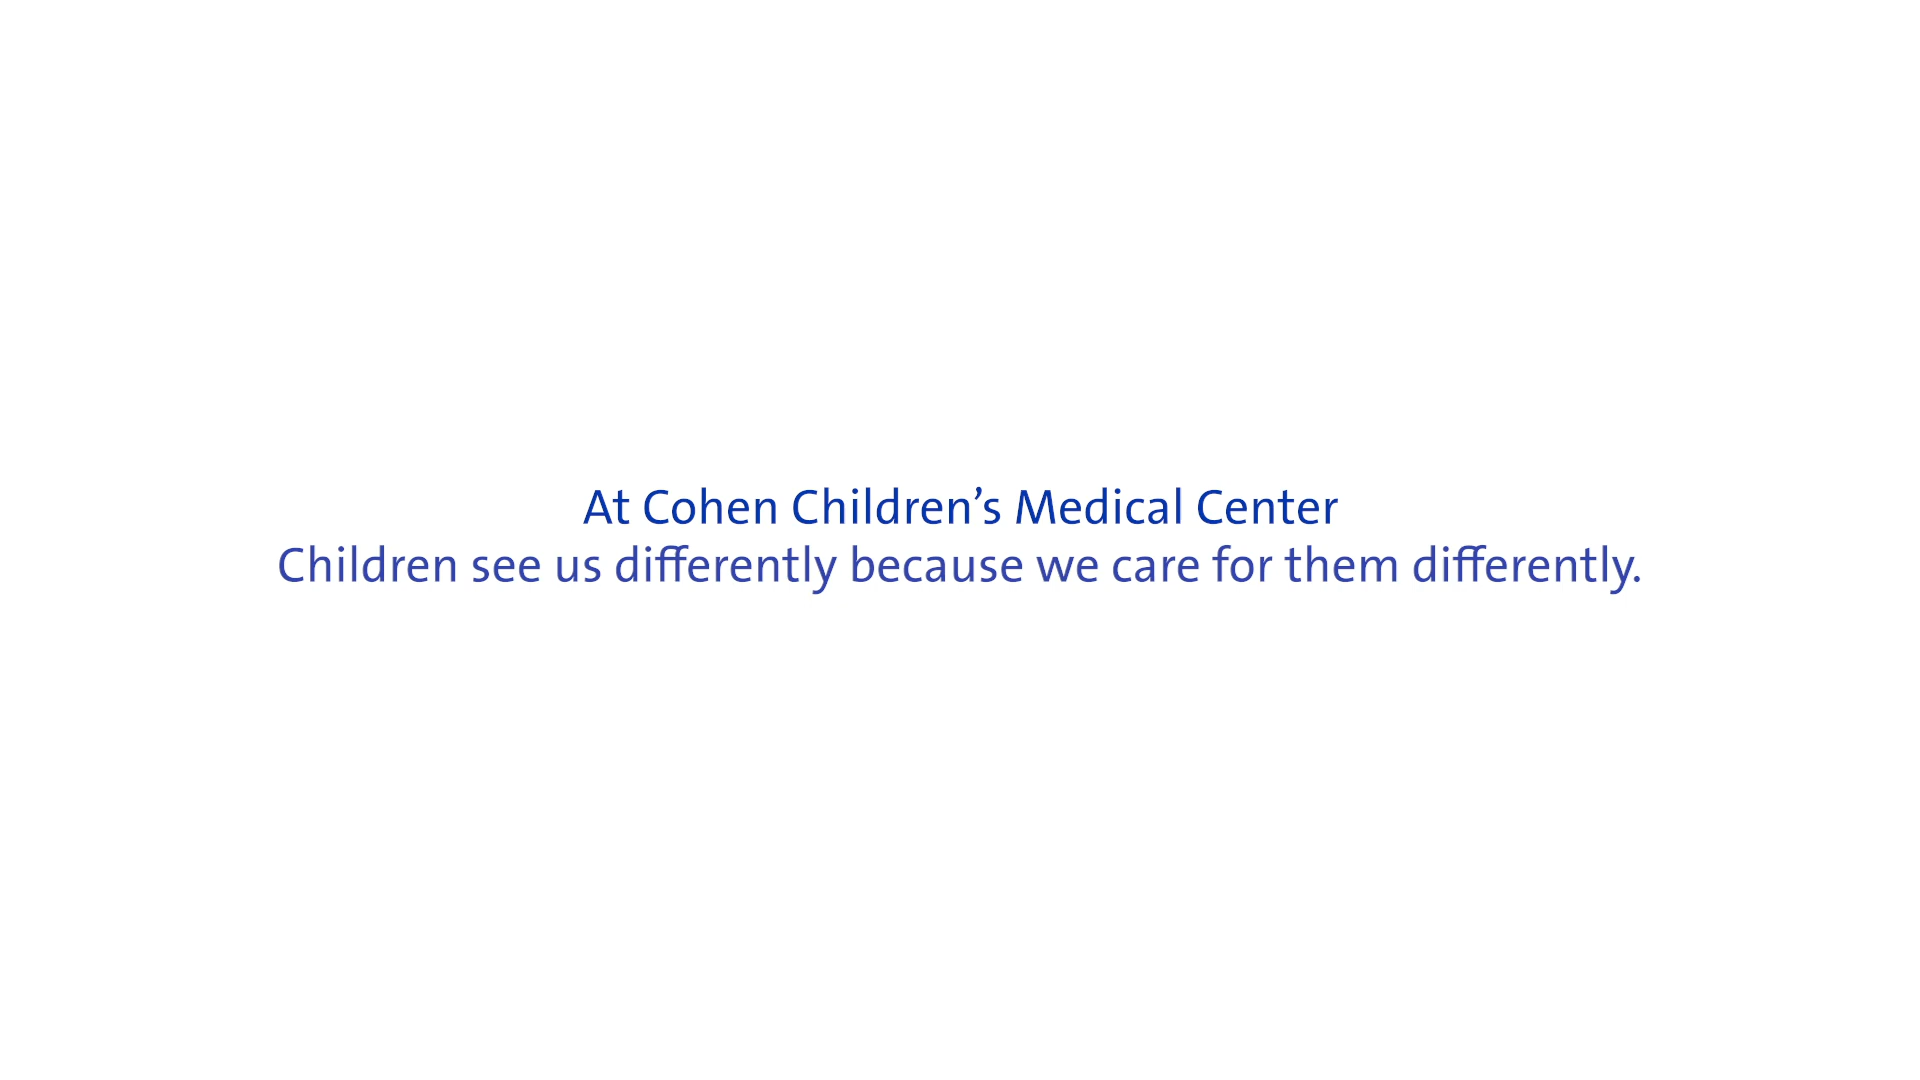 At Cohen Children’s Medical Center
Children see us differently because we care for them differently.